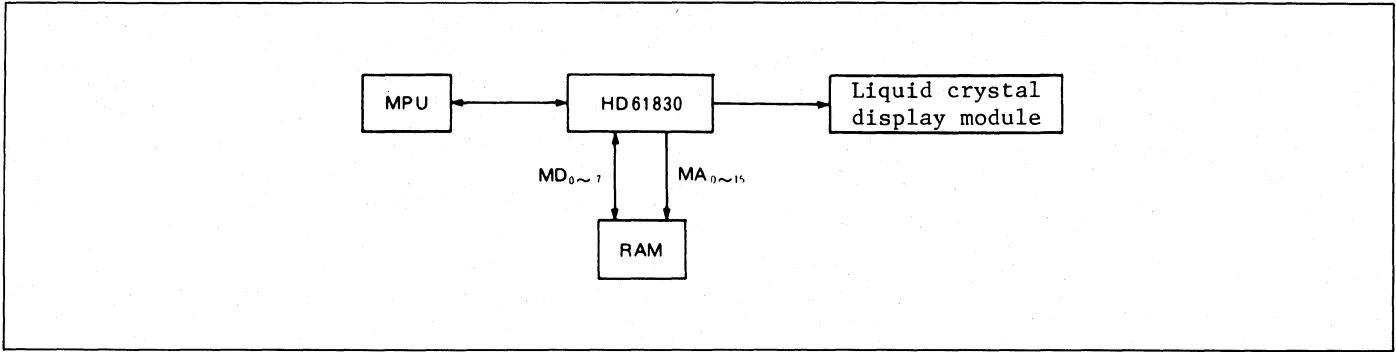 MPU
HD61830
Liquid crystal
display module
MD0~7
MA0~15
RAM